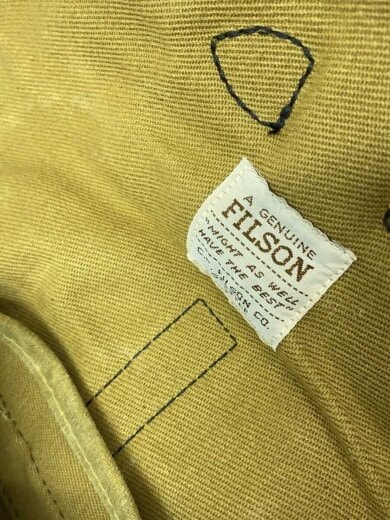 A GENUINE
FILSON
"MIGHT AS WELL
HAVE THE BEST"
FILSON CO.